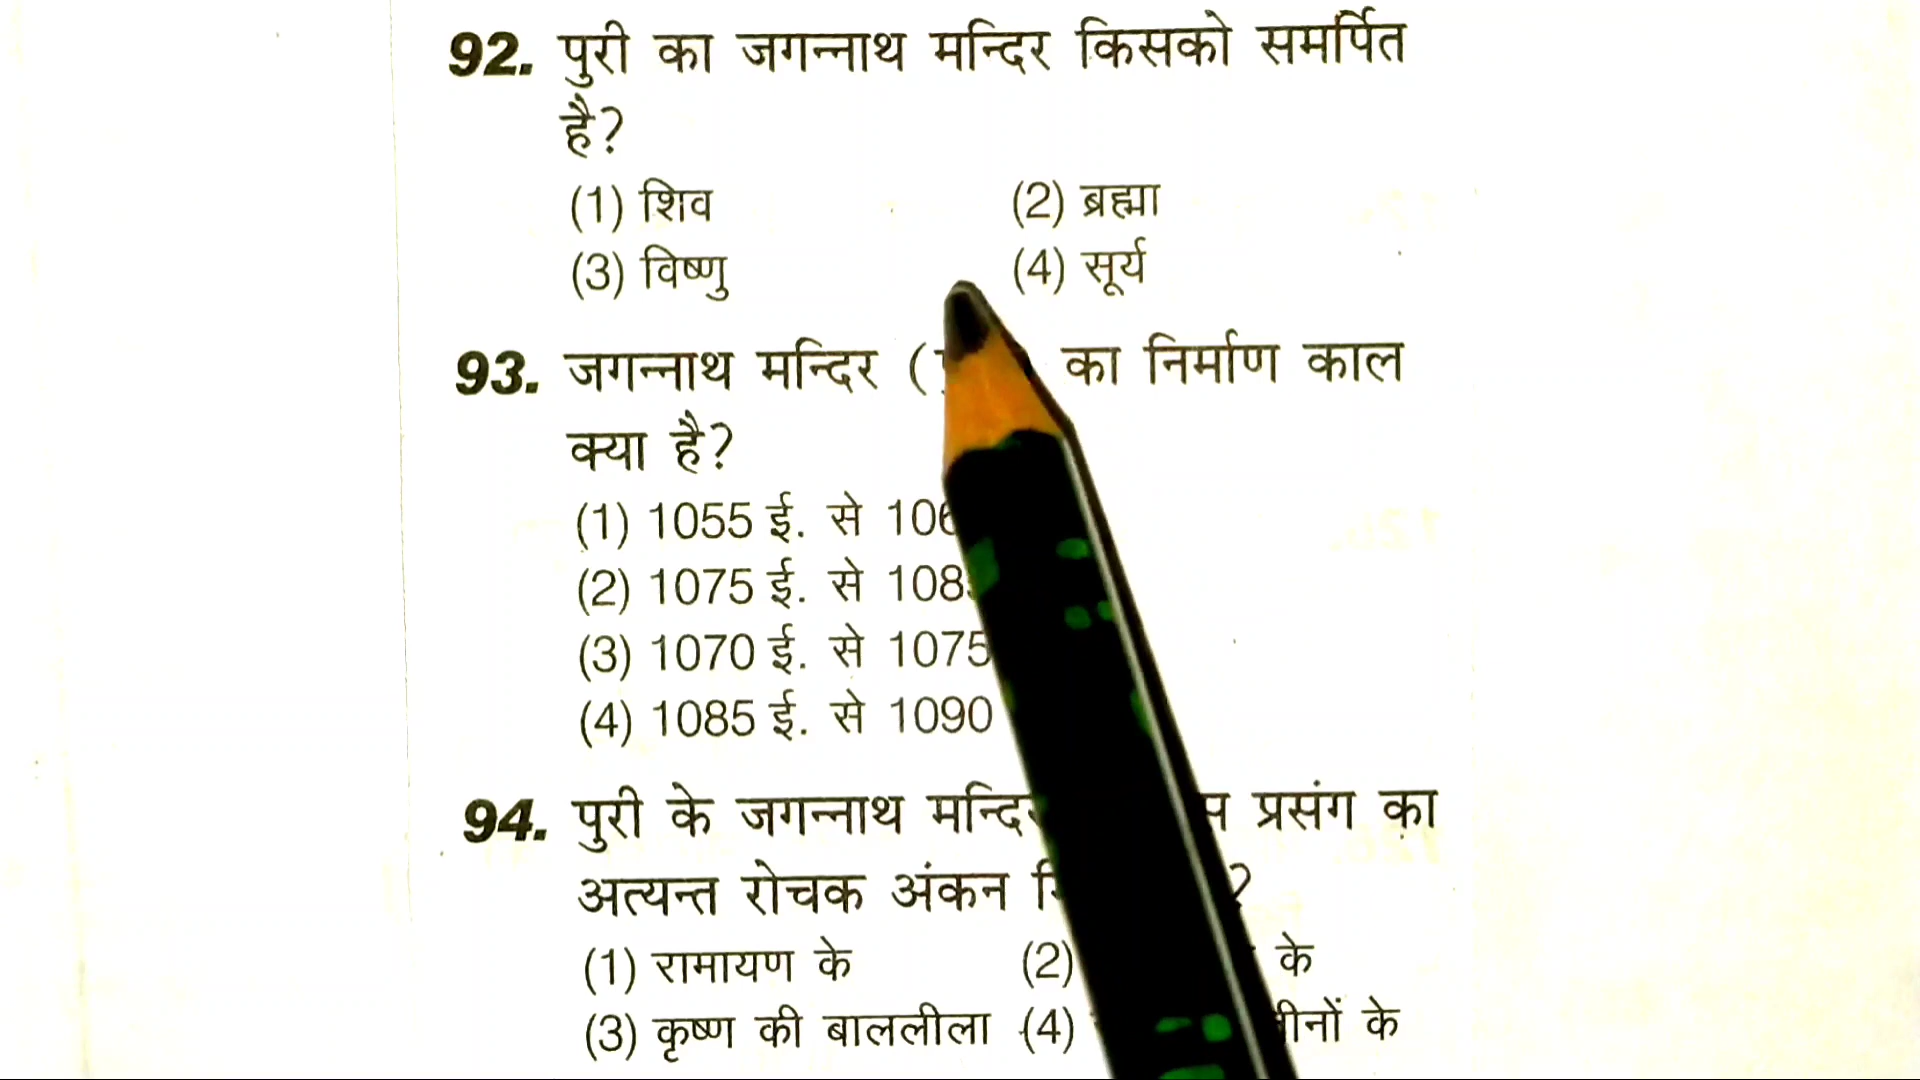 92. पुरी का जगन्नाथ मन्दिर किसको समर्पित
है?
(1) शिव (2) ब्रह्मा
(3) विष्णु (4) सूर्य
93. जगन्नाथ मन्दिर ( का निर्माण काल
क्या है?
(1) 1055 ई. से
(2) 1075 ई. से
(3) 1070 ई. से 1075
(4) 1085 ई. से 1090
94. पुरी के जगन्नाथ प्रसंग का
अत्यन्त रोचक अंकन ?
(1) रामायण के (2) के
(3) कृष्ण की बाललीला (4) के